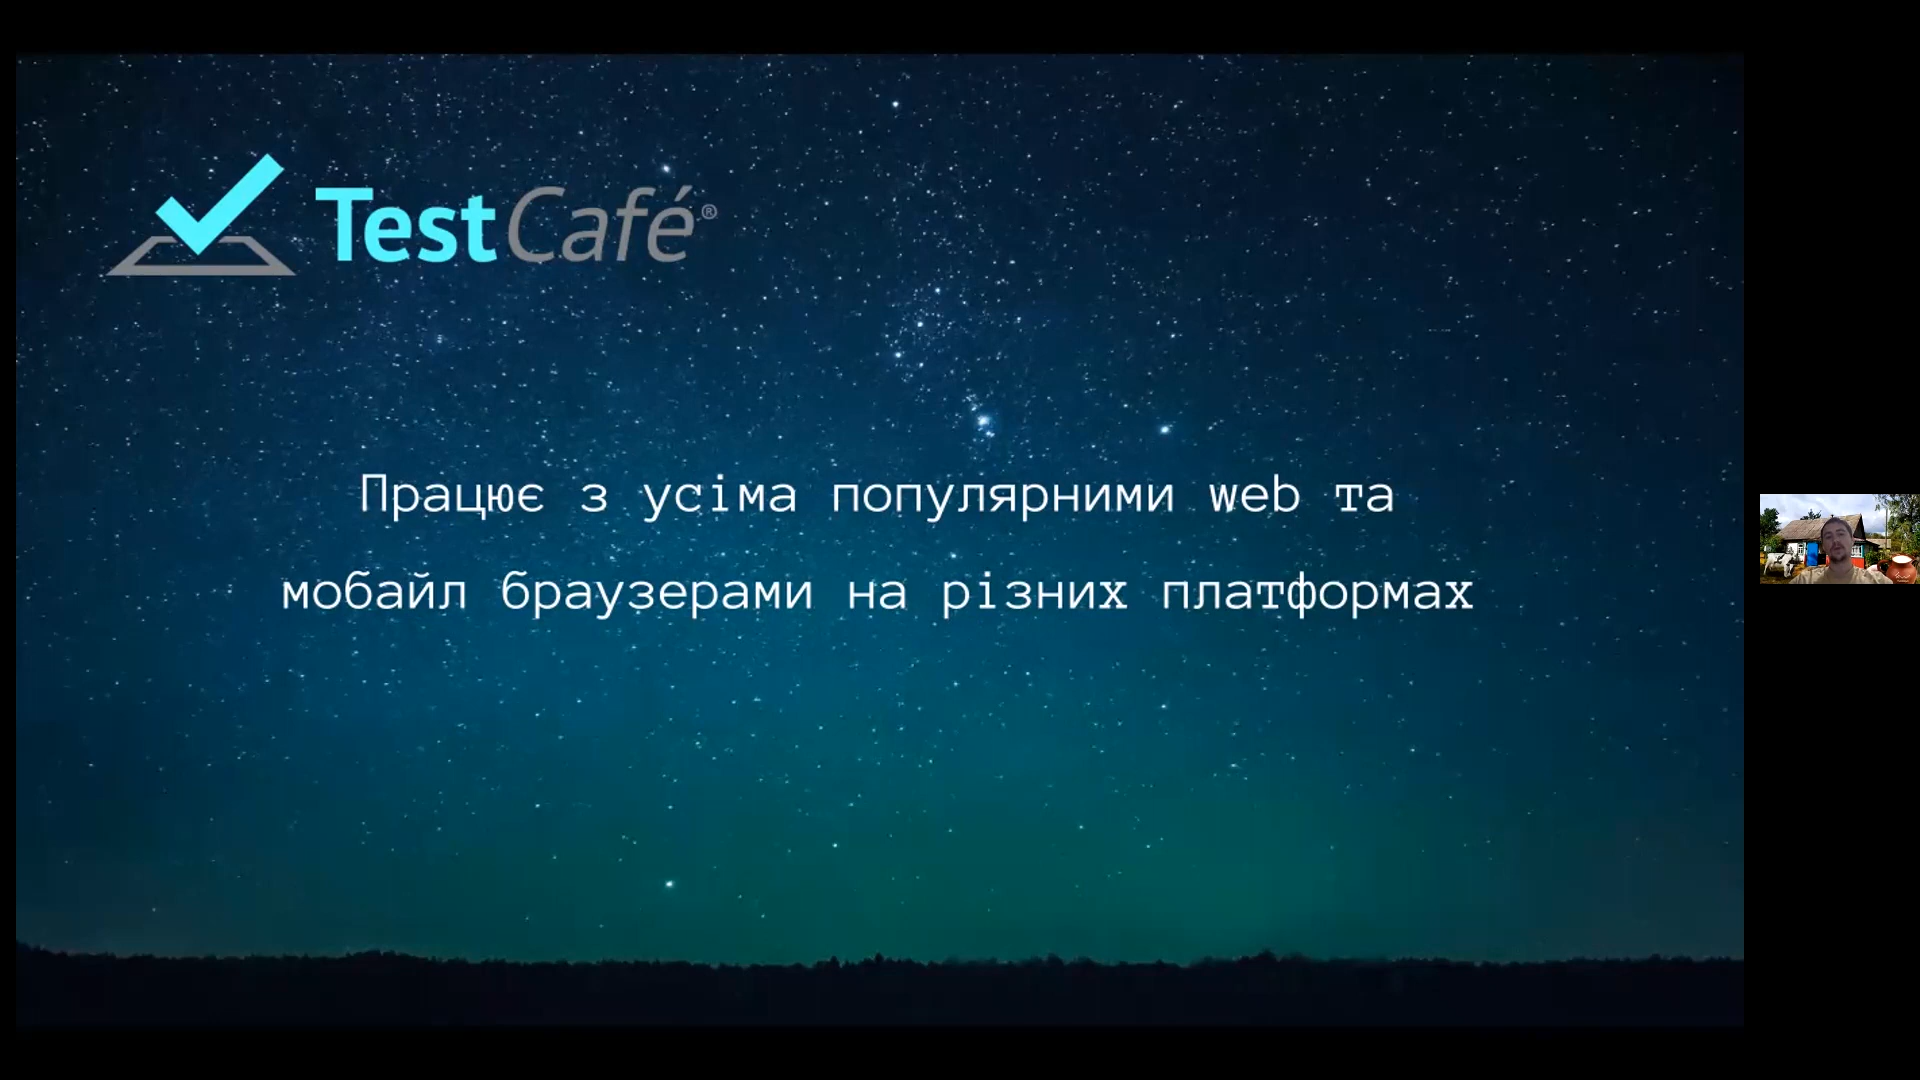 TestCafé®
Працює з усіма популярними web та
мобайл браузерами на різних платформах